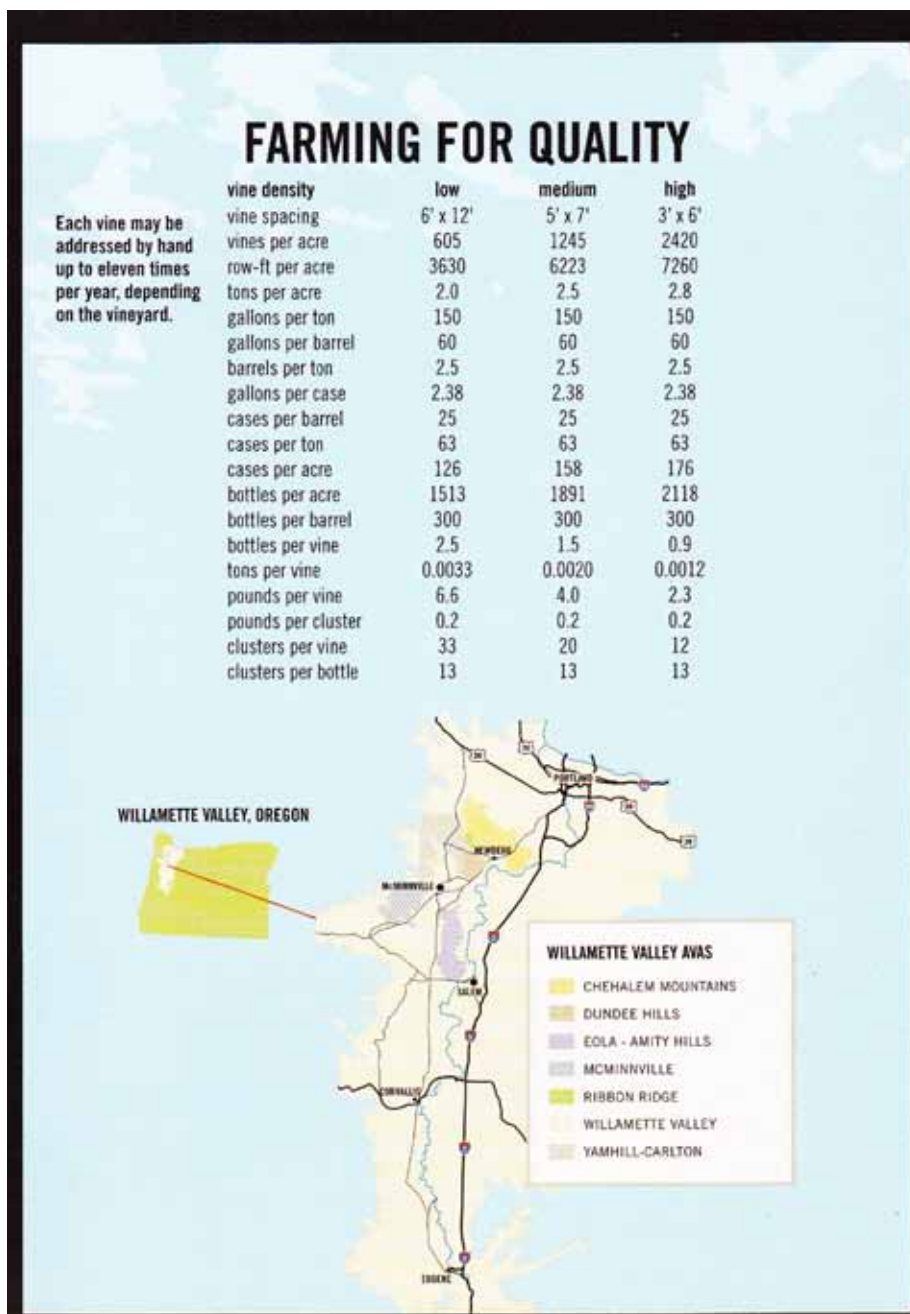 FARMING FOR QUALITY
Each vine may be
addressed by hand
up to eleven times
per year, depending
on the vineyard.
vine density low medium high
vine spacing 6' x 12' 5' x 7' 3' x 6'
vines per acre 605 1245 2420
row-ft per acre 3630 6223 7260
tons per acre 2.0 2.5 2.8
gallons per ton 150 150 150
gallons per barrel 60 60 60
barrels per ton 2.5 2.5 2.5
gallons per case 2.38 2.38 2.38
cases per barrel 25 25 25
cases per ton 63 63 63
cases per acre 126 158 176
bottles per acre 1513 1891 2118
bottles per barrel 300 300 300
bottles per vine 2.5 1.5 0.9
tons per vine 0.0033 0.0020 0.0012
pounds per vine 6.6 4.0 2.3
pounds per cluster 0.2 0.2 0.2
clusters per vine 33 20 12
clusters per bottle 13 13 13
WILLAMETTE VALLEY, OREGON
PORTLAND
NEWBERG
McMINNVILLE
SALEM
CORVALLIS
EUGENE
WILLAMETTE VALLEY AVAS
CHEHALEM MOUNTAINS
DUNDEE HILLS
EOLA - AMITY HILLS
MCMINNVILLE
RIBBON RIDGE
WILLAMETTE VALLEY
YAMHILL-CARLTON